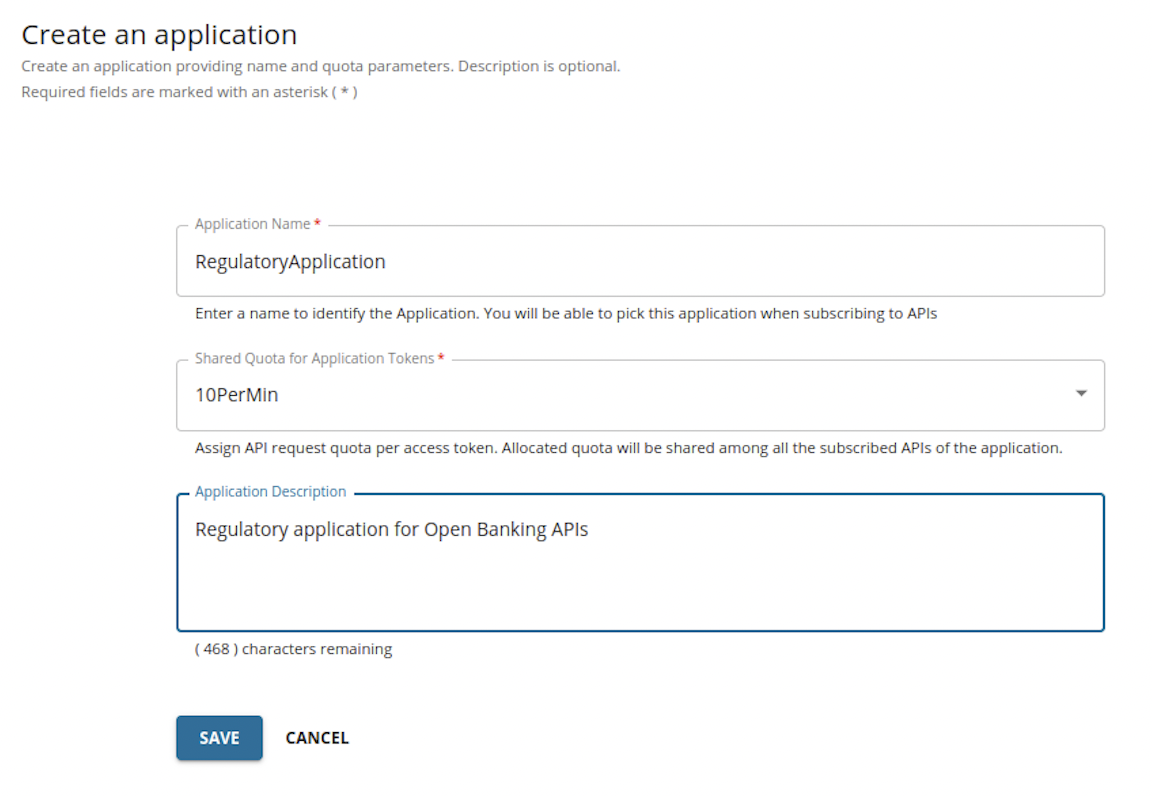 Create an application
Create an application providing name and quota parameters. Description is optional.
Required fields are marked with an asterisk ( * )
Application Name *
RegulatoryApplication
Enter a name to identify the Application. You will be able to pick this application when subscribing to APIs
Shared Quota for Application Tokens *
10PerMin
Assign API request quota per access token. Allocated quota will be shared among all the subscribed APIs of the application.
Application Description
Regulatory application for Open Banking APIs
( 468 ) characters remaining
SAVE CANCEL